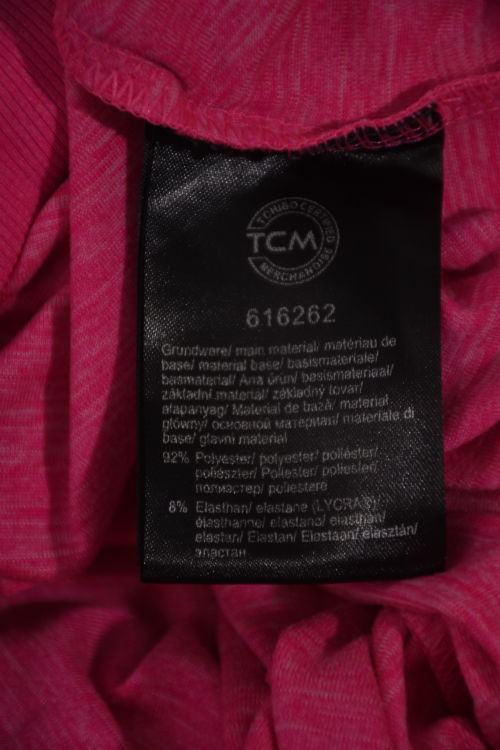 TCHIBO CERTIFIED
TCM
MERCHANDISE
616262
Grundware/ main material/ matériau de
base/ material base/ basismateriale/
basmaterial/ Ana ürün/ basismateriaal/
základní materiál/ základný tovar/
alapanyag/ Material de bază/ materiał
główny/ основной материал/ materiale di
base/ glavni material
92% Polyester/ polyester/ poliéster/
poliészter/ Poliester/ poliester/
полиэстер/ poliestere
8% Elasthan/ elastane (LYCRA®)/
élasthanne/ elastano/ elasthan/
elastan/ Elastan/ Elastaan/ elasztán/
эластан